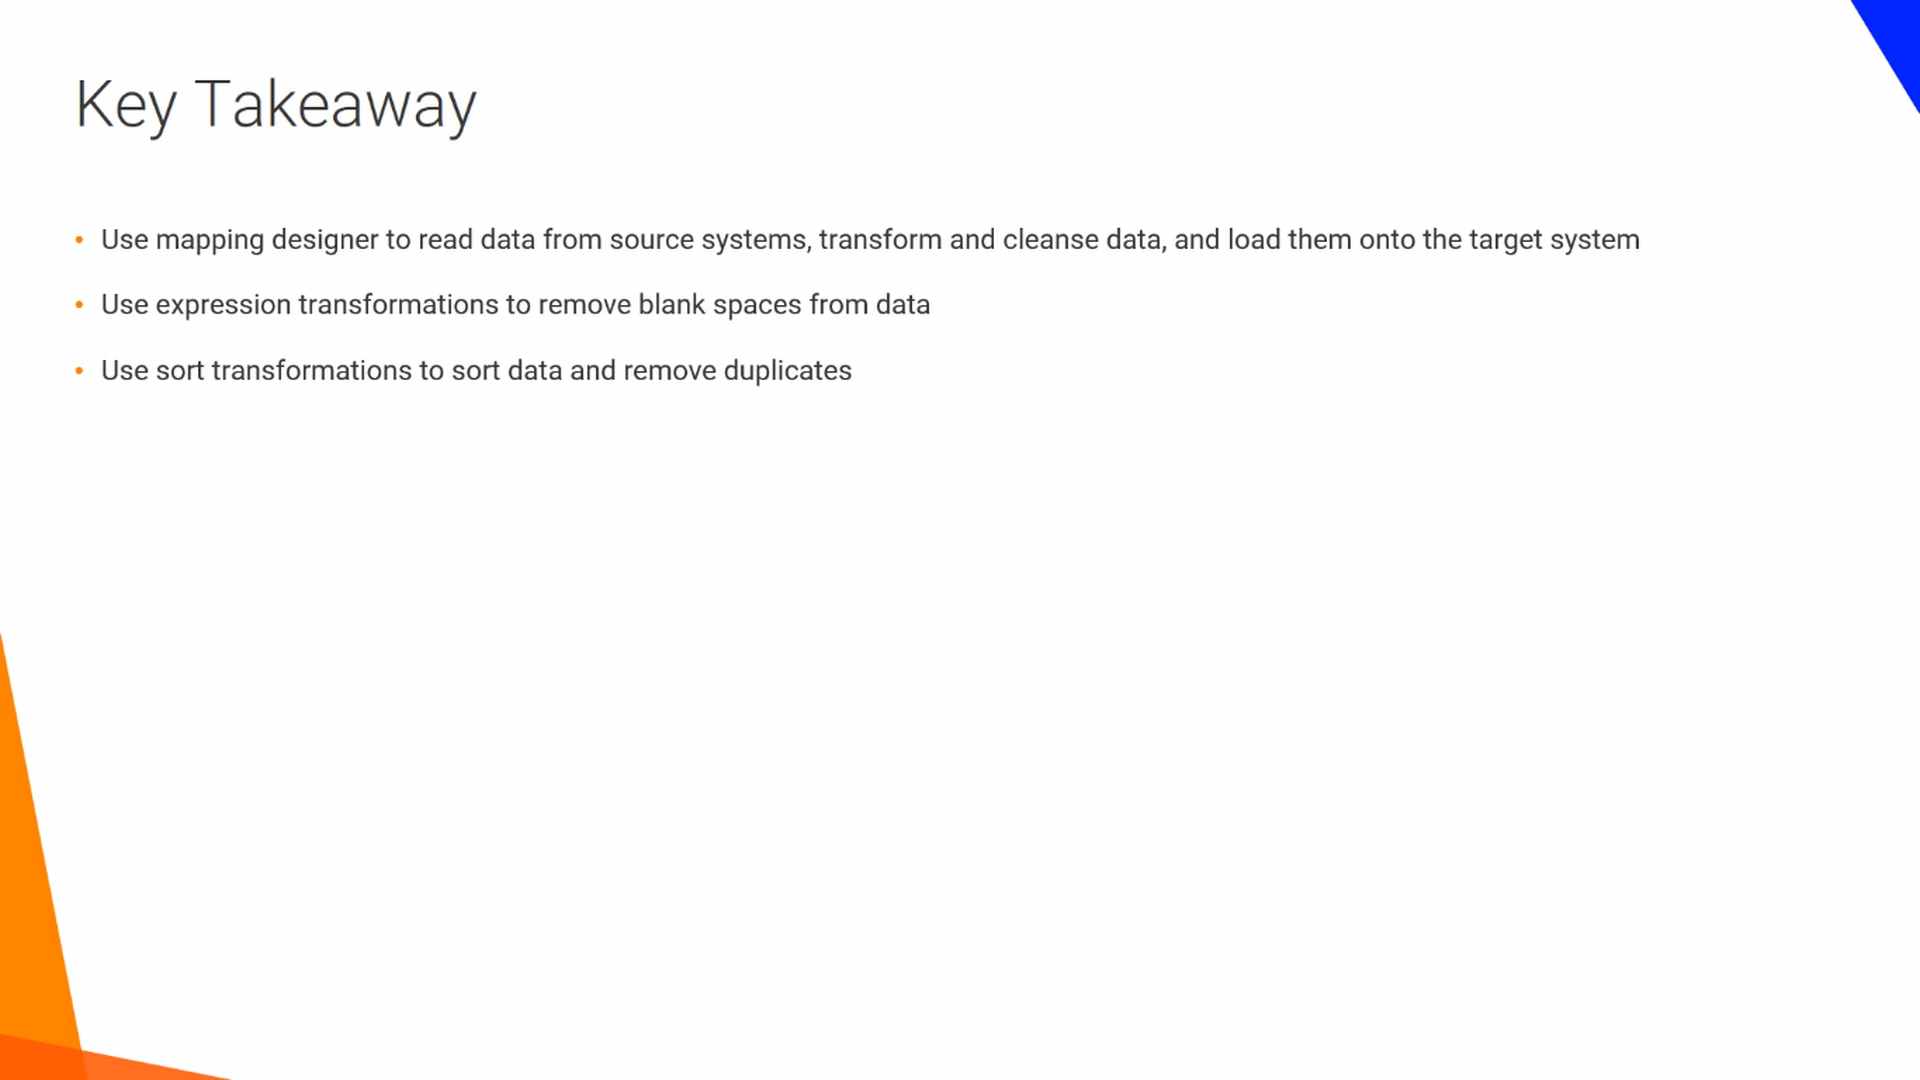 Key Takeaway
• Use mapping designer to read data from source systems, transform and cleanse data, and load them onto the target system
• Use expression transformations to remove blank spaces from data
• Use sort transformations to sort data and remove duplicates